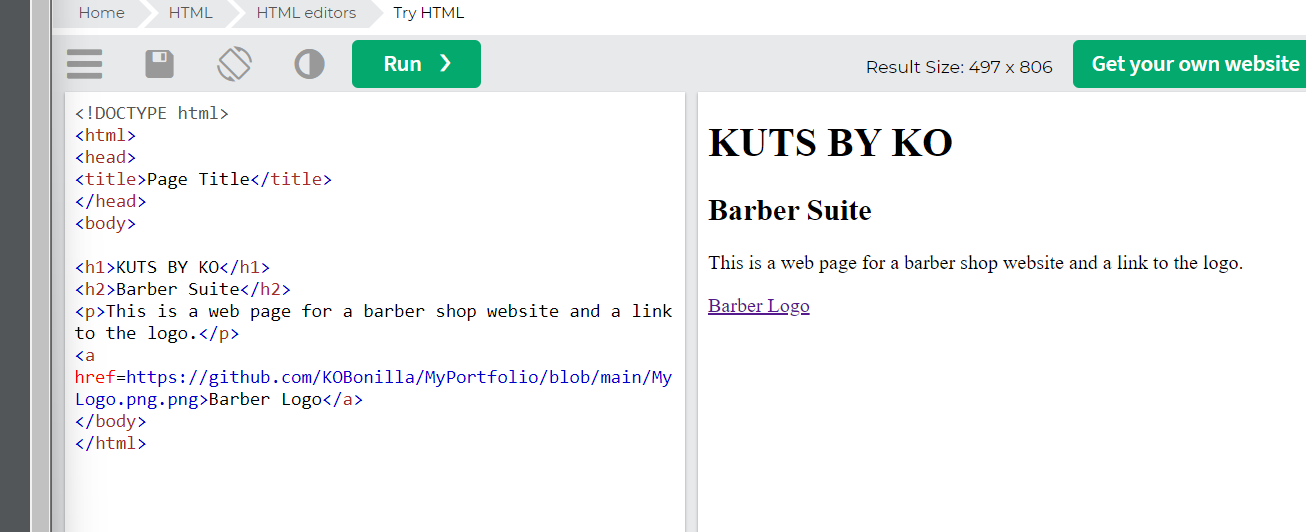 Home HTML HTML editors Try HTML
Run ❯ Result Size: 497 x 806 Get your own website
<!DOCTYPE html>
<html>
<head>
<title>Page Title</title>
</head>
<body>
<h1>KUTS BY KO</h1>
<h2>Barber Suite</h2>
<p>This is a web page for a barber shop website and a link
to the logo.</p>
<a
href=https://github.com/KOBonilla/MyPortfolio/blob/main/My
Logo.png.png>Barber Logo</a>
</body>
</html>
KUTS BY KO
Barber Suite
This is a web page for a barber shop website and a link to the logo.
Barber Logo